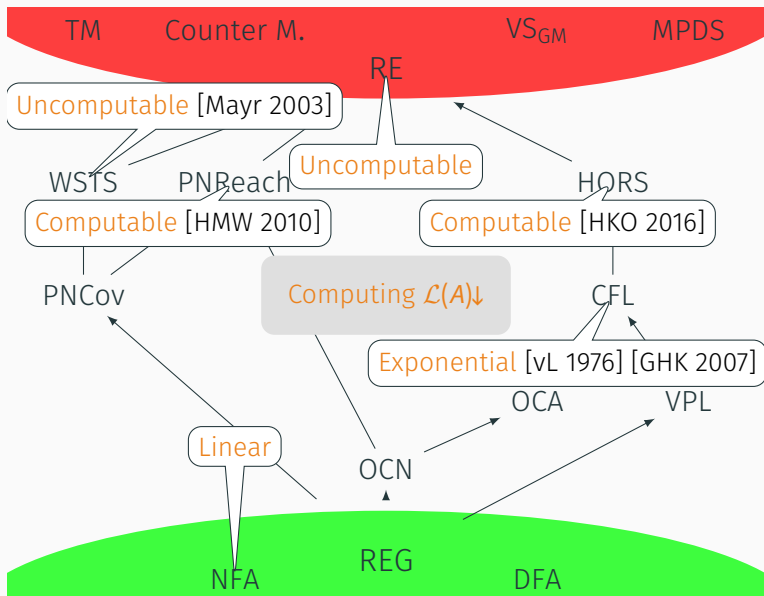 TM Counter M. VS_GM MPDS
RE
Uncomputable [Mayr 2003]
Uncomputable
WSTS PNReach HORS
Computable [HMW 2010] Computable [HKO 2016]
Computing ℒ(A)↓
PNCov CFL
Exponential [vL 1976] [GHK 2007]
OCA VPL
Linear
OCN
REG
NFA DFA